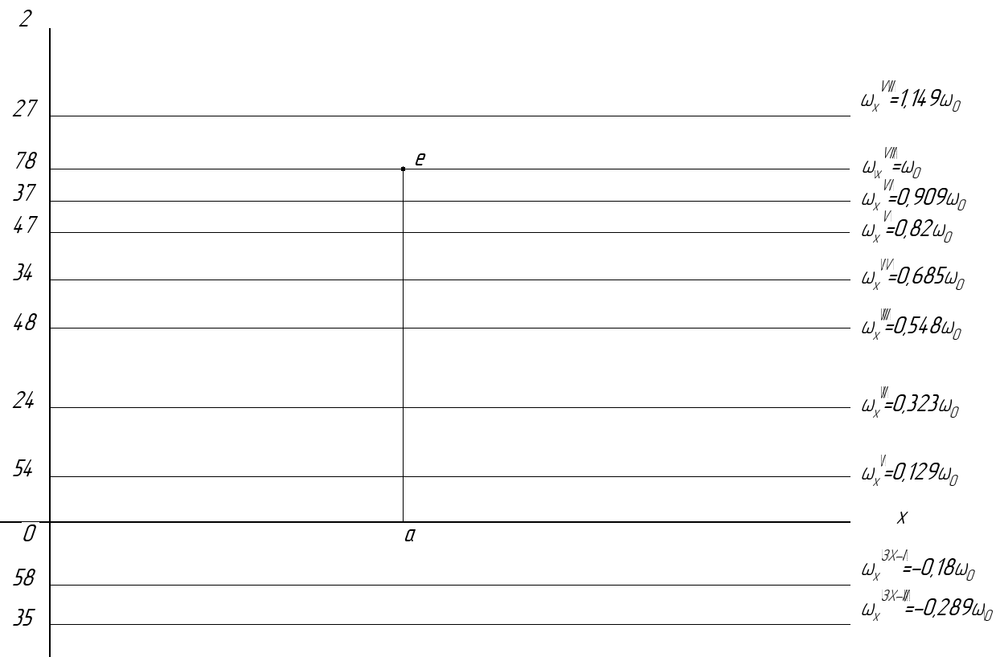 2
27
ω_x^VIII=1,149ω_0
78
e
ω_x^VII=ω_0
37
ω_x^VI=0,909ω_0
47
ω_x^V=0,82ω_0
34
ω_x^IV=0,685ω_0
48
ω_x^III=0,548ω_0
24
ω_x^II=0,323ω_0
54
ω_x^I=0,129ω_0
x
0
a
58
ω_x^ЗХ-I=-0,18ω_0
35
ω_x^ЗХ-II=-0,289ω_0